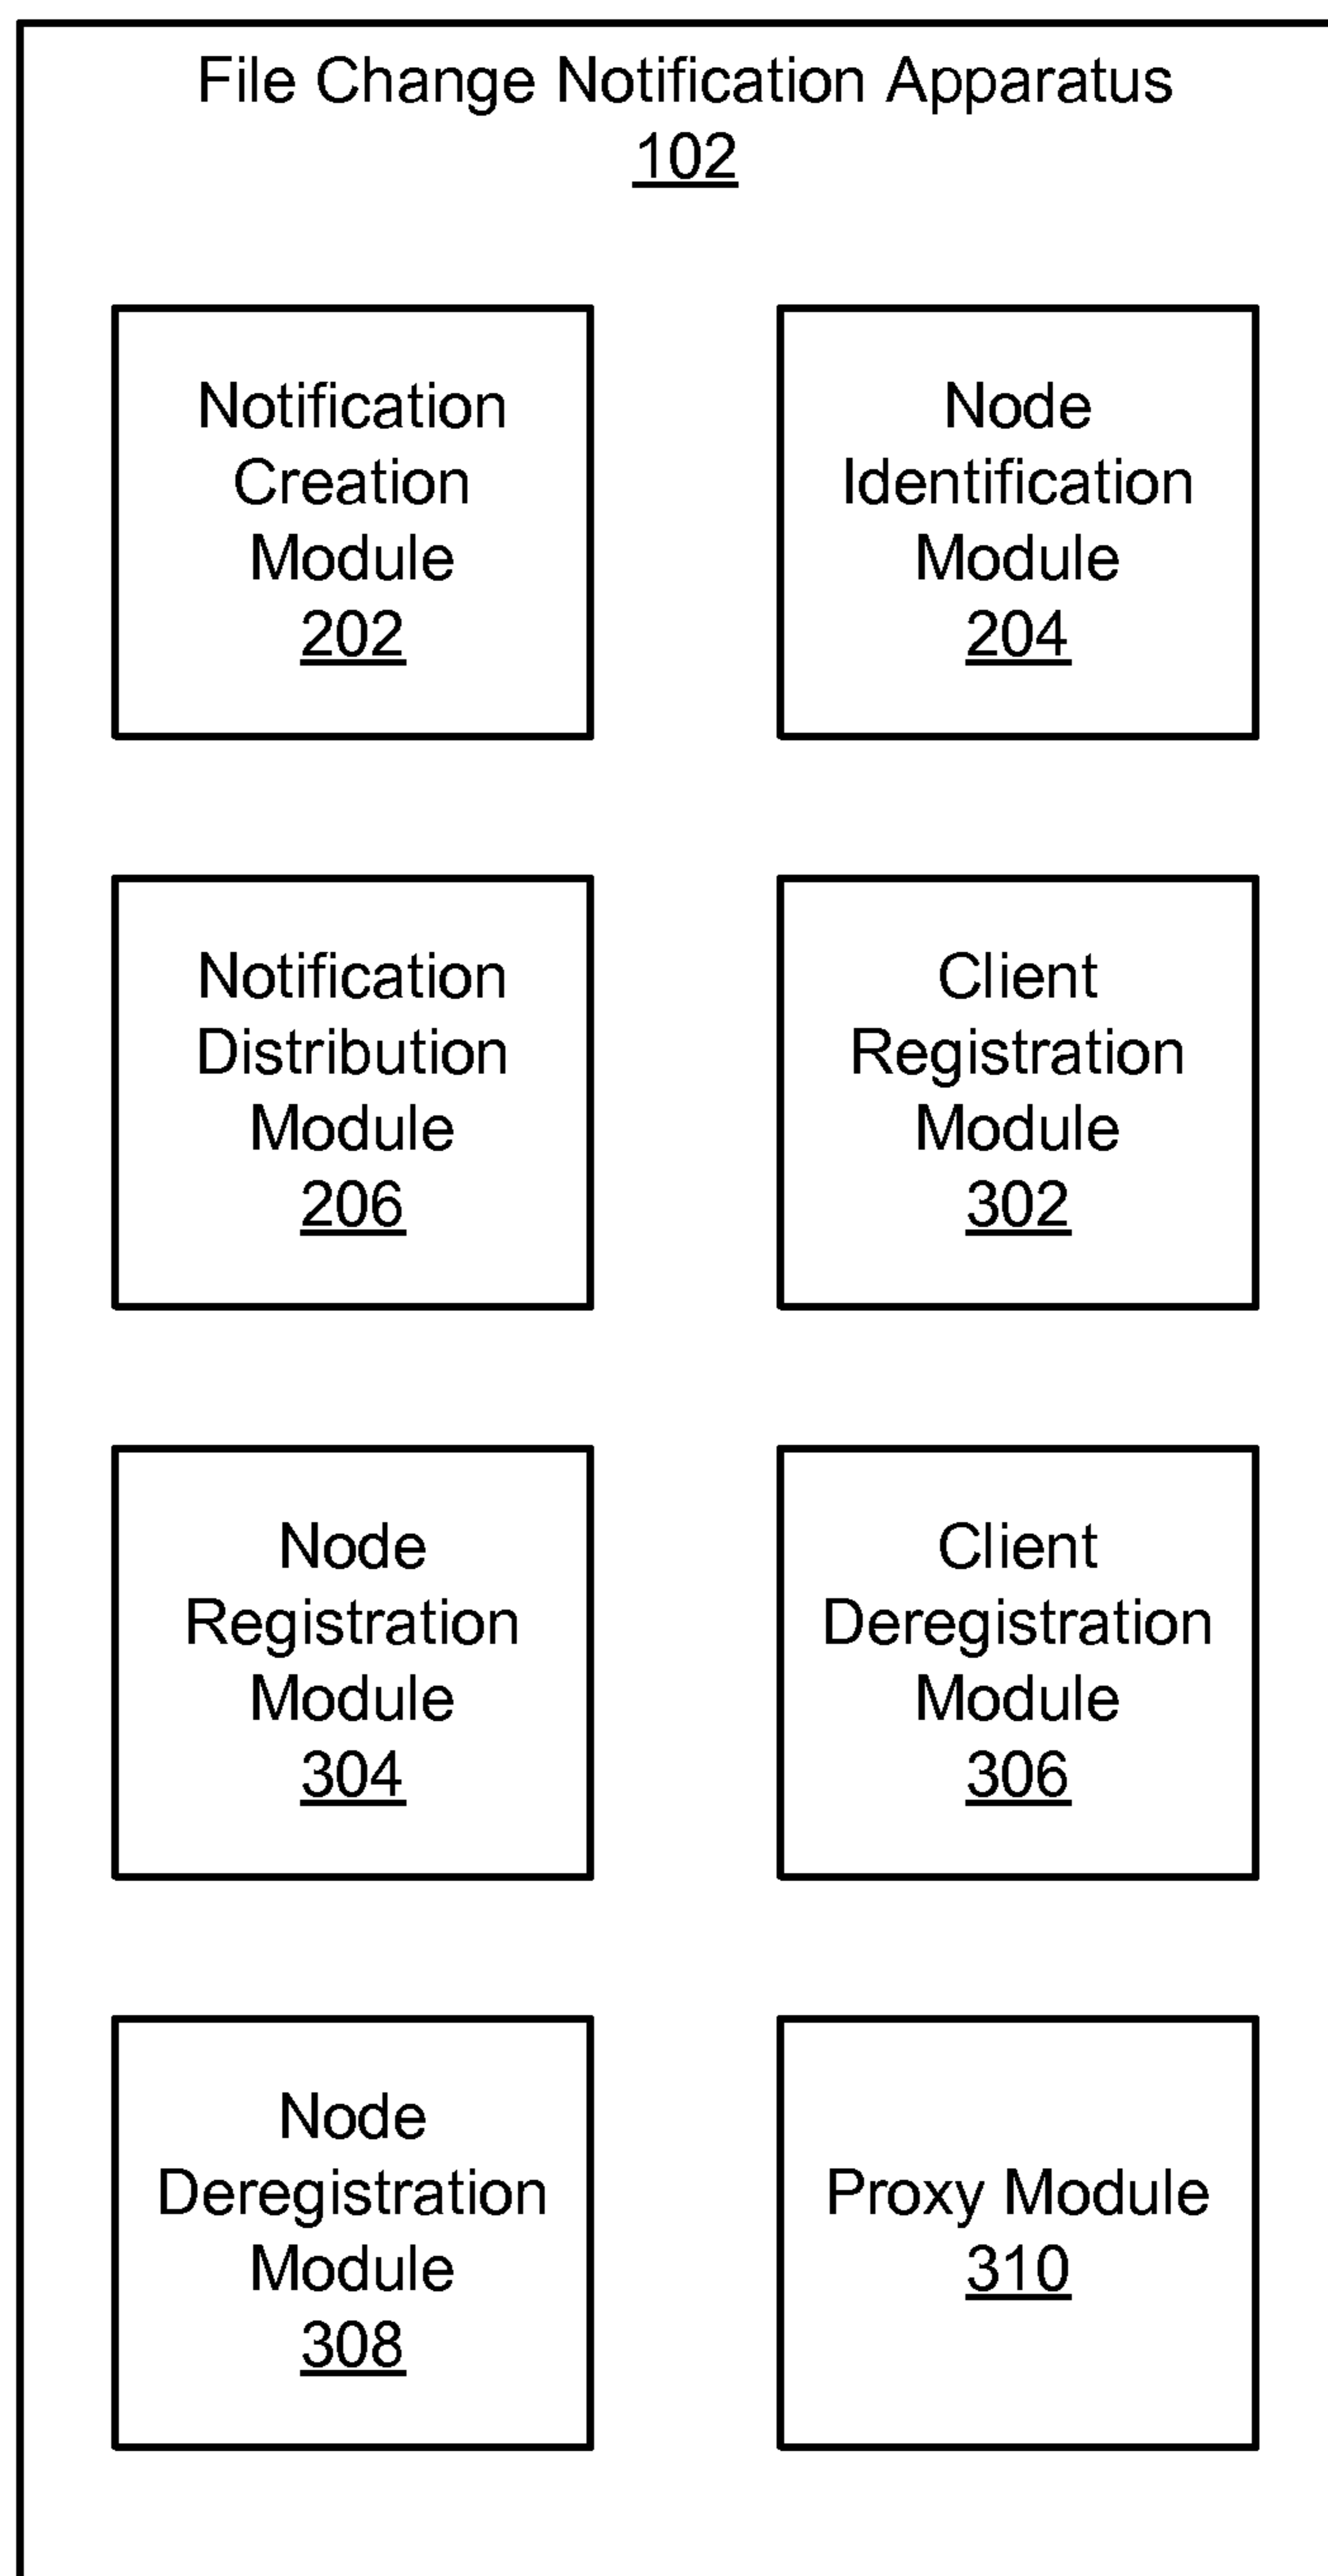 File Change Notification Apparatus
102
Notification
Creation
Module
202
Node
Identification
Module
204
Notification
Distribution
Module
206
Client
Registration
Module
302
Node
Registration
Module
304
Client
Deregistration
Module
306
Node
Deregistration
Module
308
Proxy Module
310